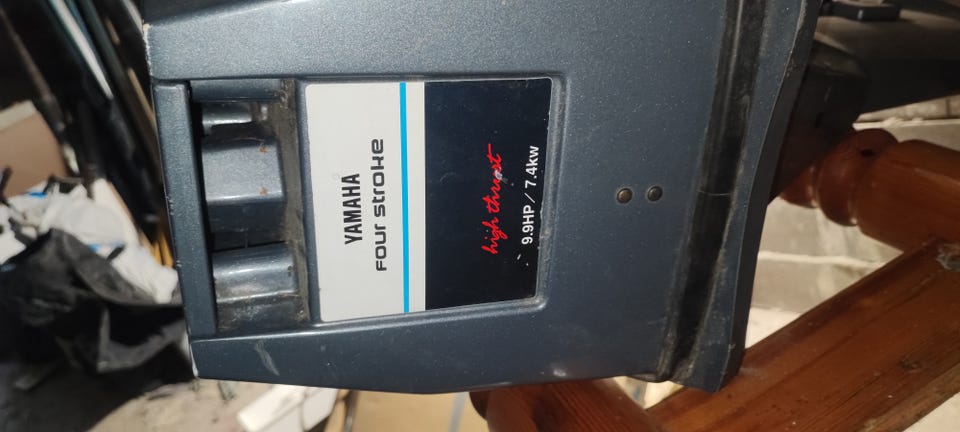 YAMAHA
FOUR STROKE
high thrust
9.9HP / 7.4kw